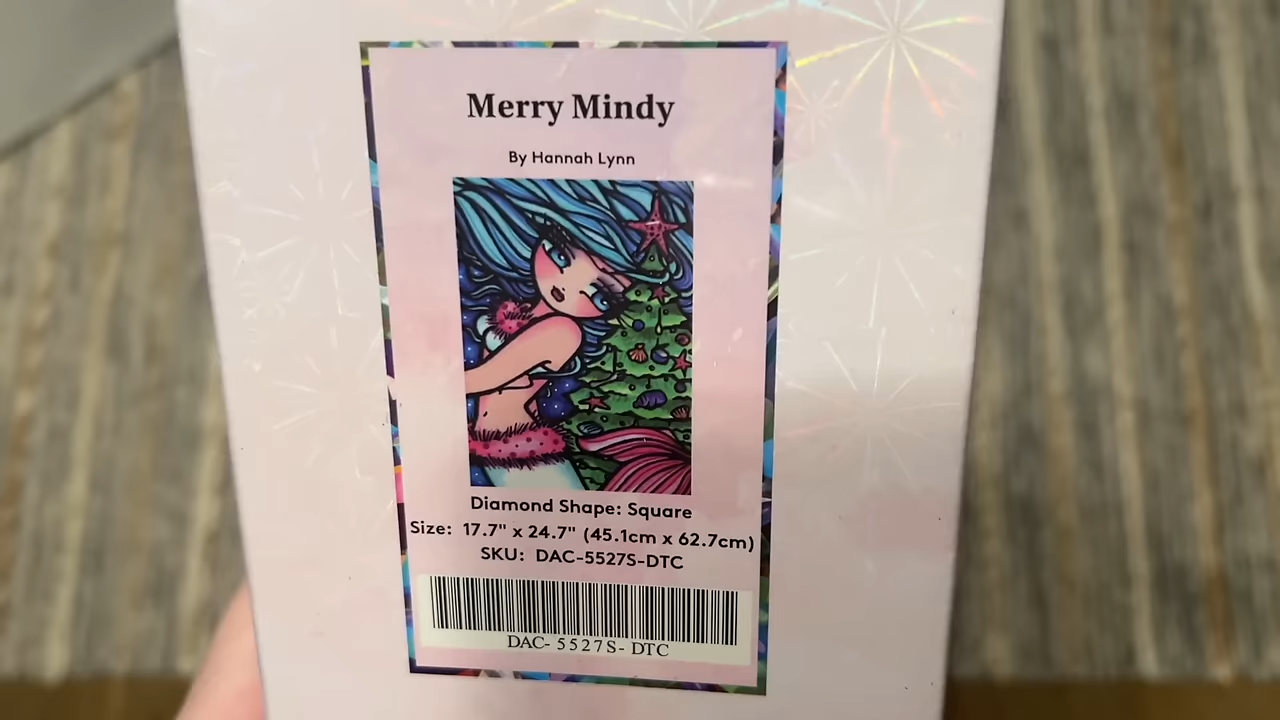 Merry Mindy
By Hannah Lynn
Diamond Shape: Square
Size: 17.7" x 24.7" (45.1cm x 62.7cm)
SKU: DAC-5527S-DTC
DAC- 5527S- DTC